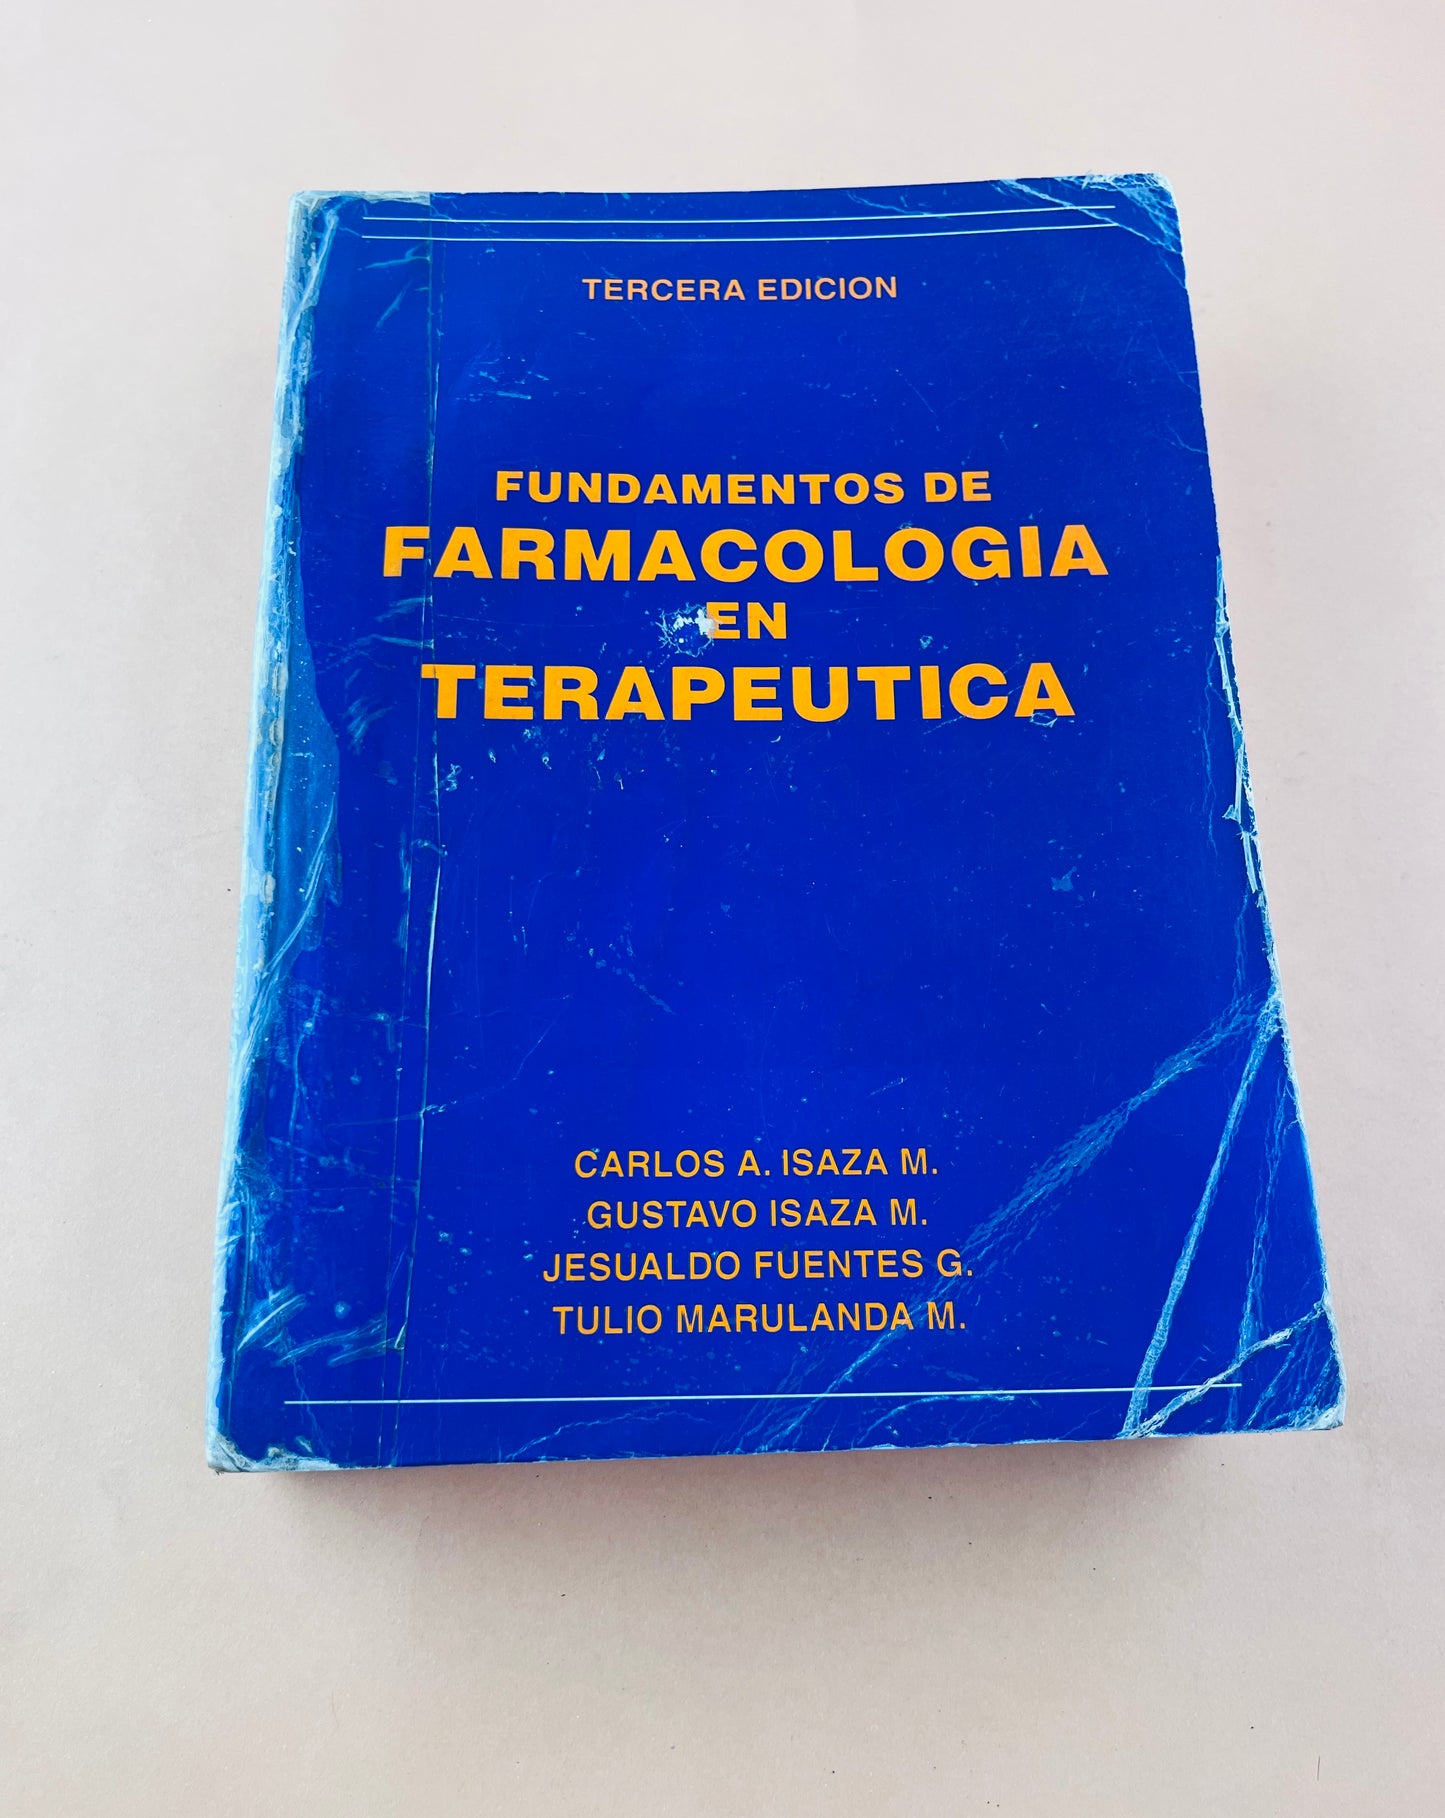 TERCERA EDICION
FUNDAMENTOS DE
FARMACOLOGIA
EN
TERAPEUTICA
CARLOS A. ISAZA M.
GUSTAVO ISAZA M.
JESUALDO FUENTES G.
TULIO MARULANDA M.